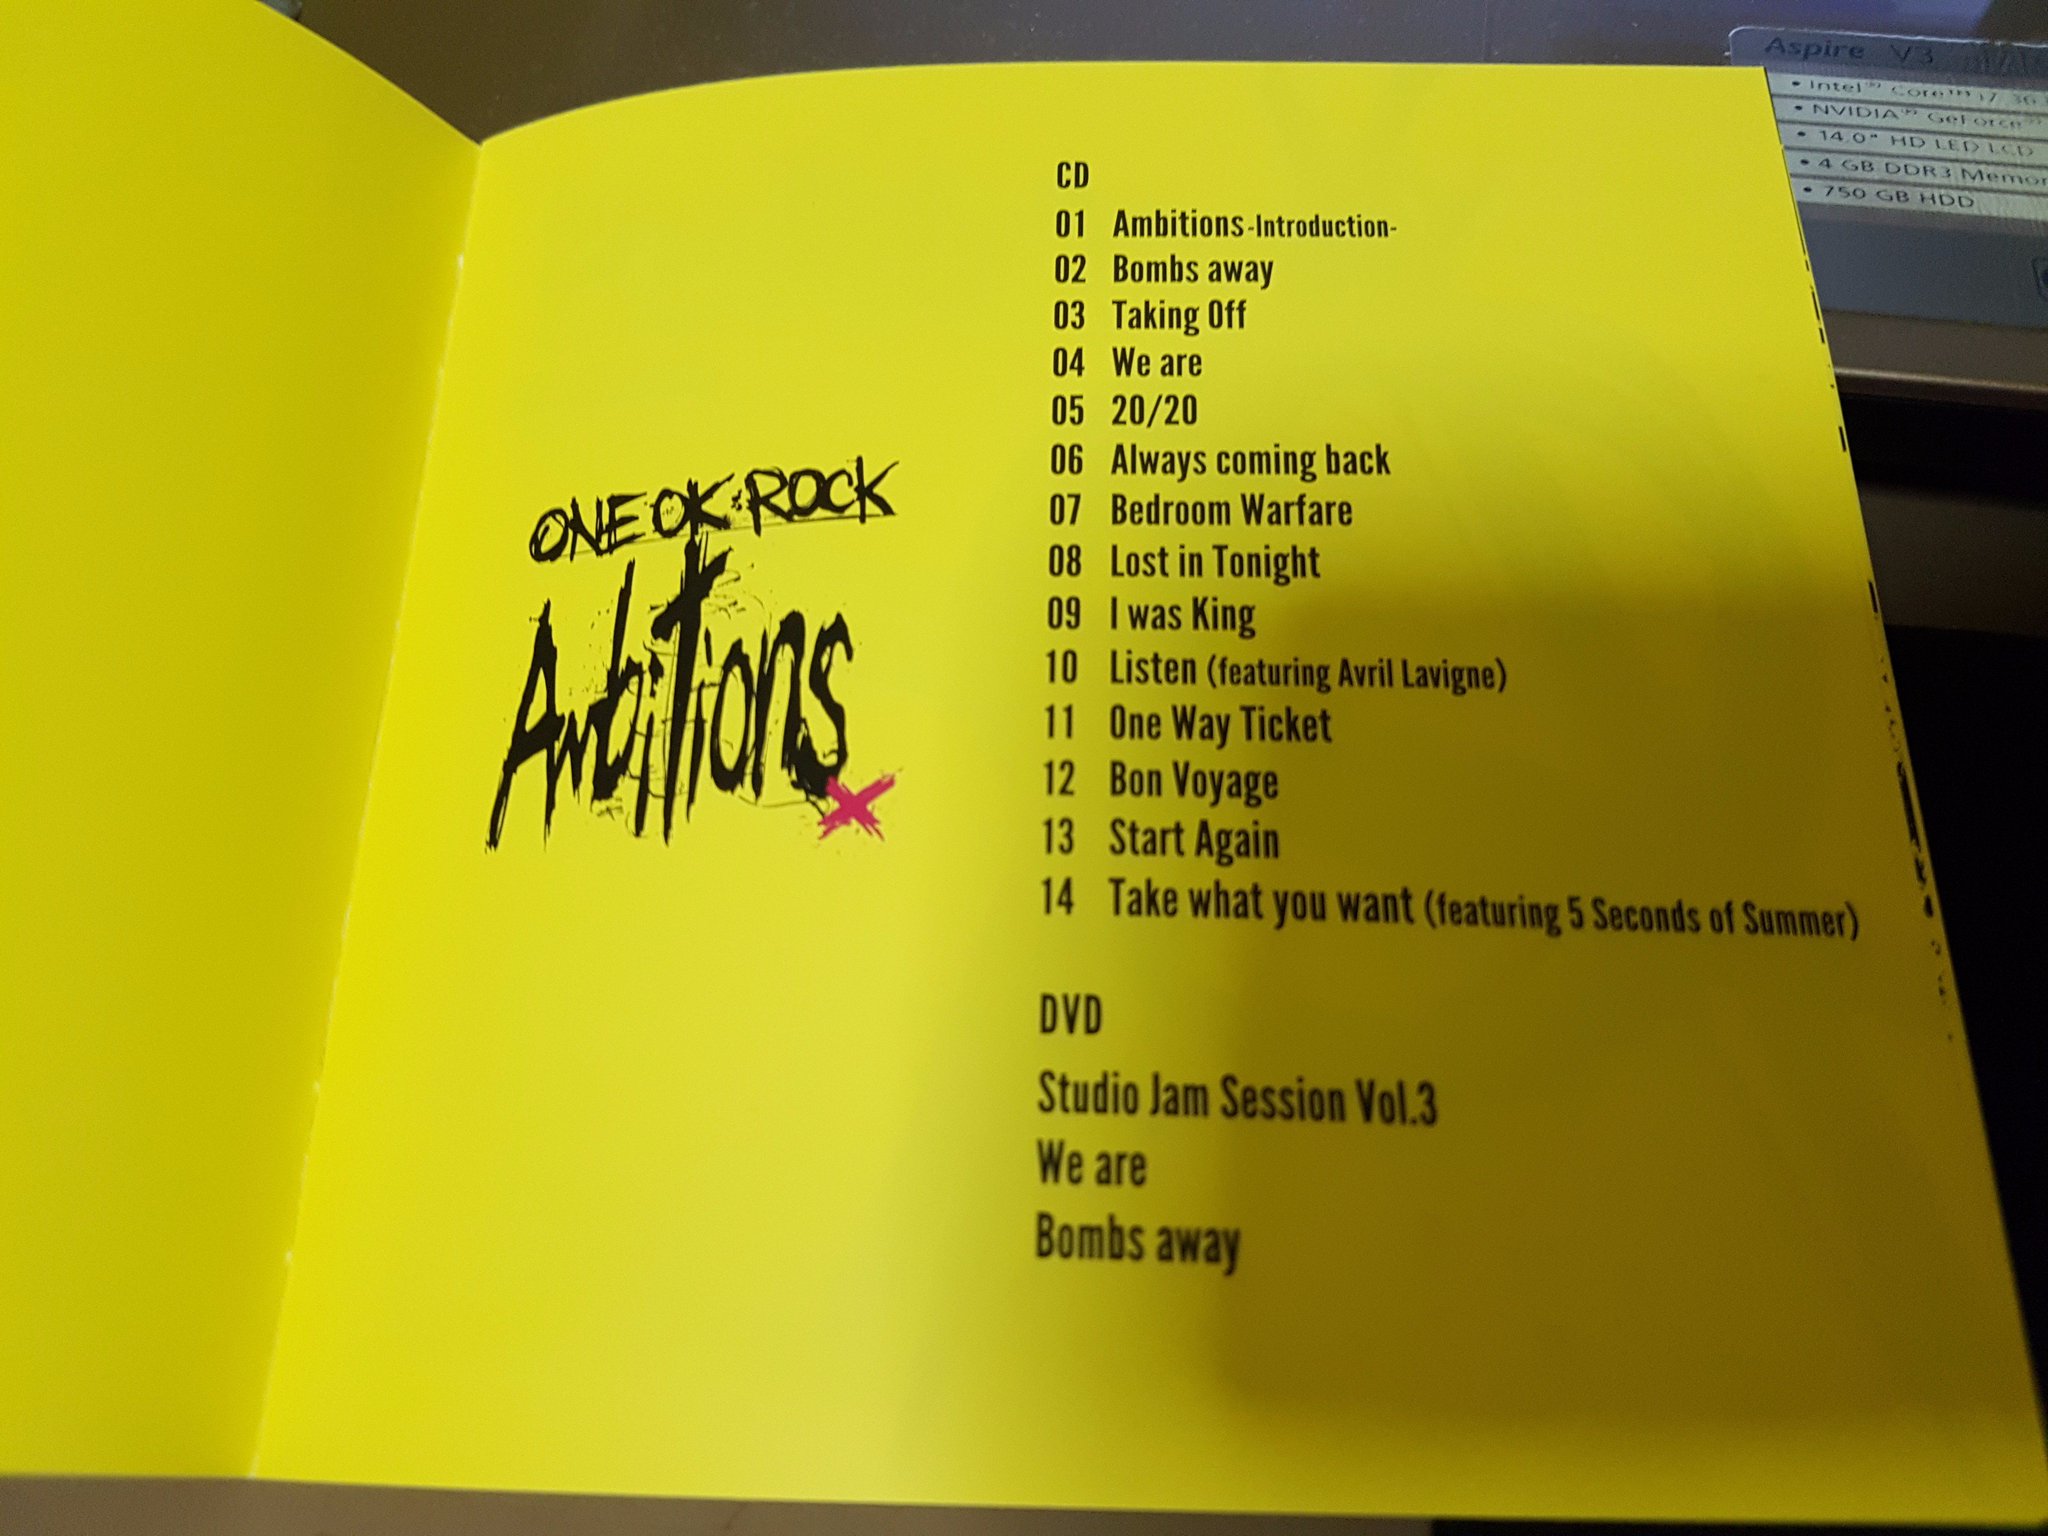 ONE OK ROCK
Ambitions
CD
01 Ambitions -Introduction-
02 Bombs away
03 Taking Off
04 We are
05 20/20
06 Always coming back
07 Bedroom Warfare
08 Lost in Tonight
09 I was King
10 Listen (featuring Avril Lavigne)
11 One Way Ticket
12 Bon Voyage
13 Start Again
14 Take what you want (featuring 5 Seconds of Summer)
DVD
Studio Jam Session Vol.3
We are
Bombs away
Aspire V3
• Intel® Core™ i7
• NVIDIA® GeForce®
• 14.0" HD LED LCD
• 4 GB DDR3
• 750 GB HDD